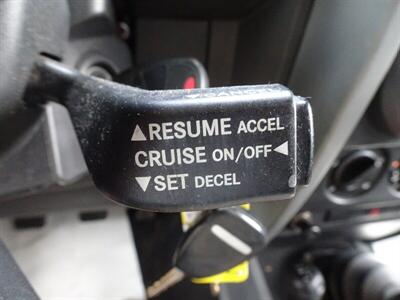 ▲RESUME ACCEL
CRUISE ON/OFF◀
▼SET DECEL